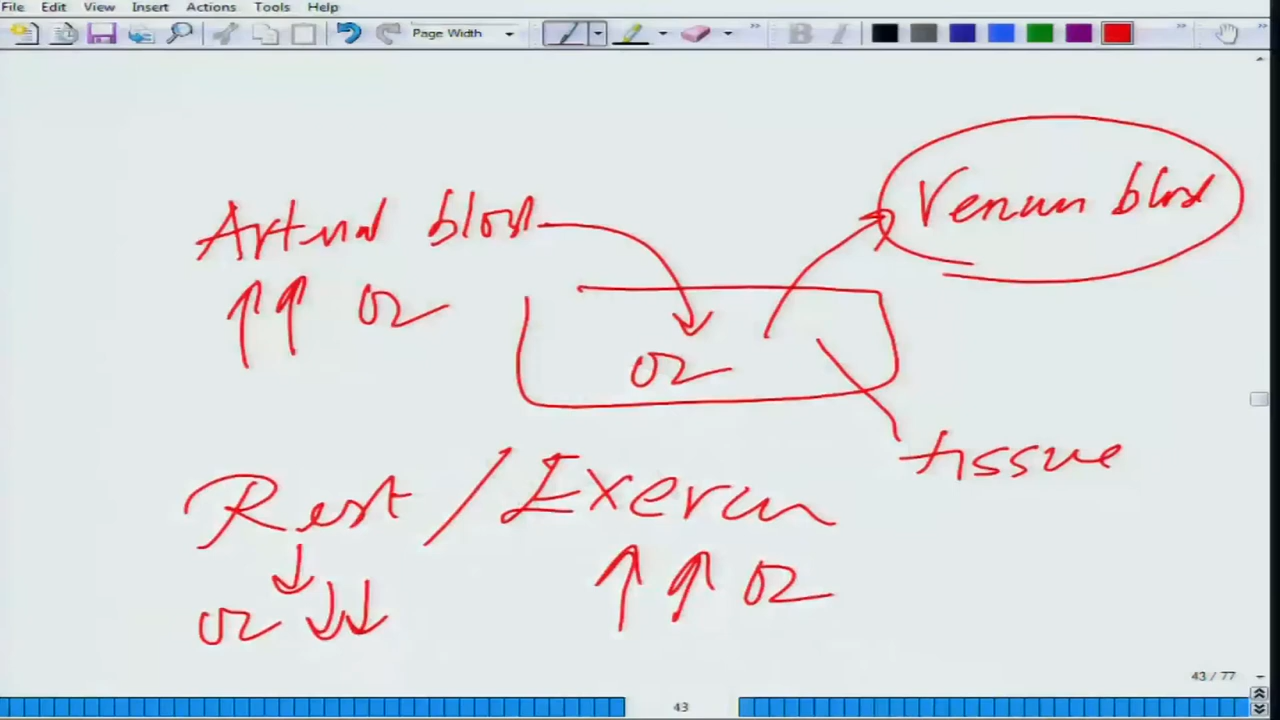 File Edit View Insert Actions Tools Help
Page Width
Venum blood
Arterial blood
↑↑ O2
O2
tissue
Rest / Exercise
O2 ↓↓
↑↑ O2
43 / 77
43